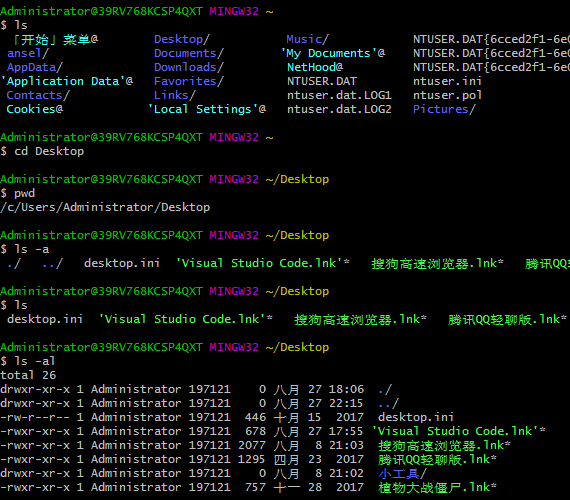 Administrator@39RV768KCSP4QXT MINGW32 ~
$ ls
「开始」菜单@ Desktop/ Music/ NTUSER.DAT{6cced2f1-6e0
ansel/ Documents/ 'My Documents'@ NTUSER.DAT{6cced2f1-6e0
AppData/ Downloads/ NetHood@ NTUSER.DAT{6cced2f1-6e0
'Application Data'@ Favorites/ NTUSER.DAT ntuser.ini
Contacts/ Links/ ntuser.dat.LOG1 ntuser.pol
Cookies@ 'Local Settings'@ ntuser.dat.LOG2 Pictures/
Administrator@39RV768KCSP4QXT MINGW32 ~
$ cd Desktop
Administrator@39RV768KCSP4QXT MINGW32 ~/Desktop
$ pwd
/c/Users/Administrator/Desktop
Administrator@39RV768KCSP4QXT MINGW32 ~/Desktop
$ ls -a
./ ../ desktop.ini 'Visual Studio Code.lnk'* 搜狗高速浏览器.lnk* 腾讯Q
Administrator@39RV768KCSP4QXT MINGW32 ~/Desktop
$ ls
desktop.ini 'Visual Studio Code.lnk'* 搜狗高速浏览器.lnk* 腾讯QQ轻聊版.lnk*
Administrator@39RV768KCSP4QXT MINGW32 ~/Desktop
$ ls -al
total 26
drwxr-xr-x 1 Administrator 197121 0 八月 27 18:06 ./
drwxr-xr-x 1 Administrator 197121 0 八月 27 22:15 ../
-rw-r--r-- 1 Administrator 197121 446 十月 15 2017 desktop.ini
-rwxr-xr-x 1 Administrator 197121 678 八月 27 17:55 'Visual Studio Code.lnk'*
-rwxr-xr-x 1 Administrator 197121 2077 八月 8 21:03 搜狗高速浏览器.lnk*
-rwxr-xr-x 1 Administrator 197121 1295 四月 23 2017 腾讯QQ轻聊版.lnk*
drwxr-xr-x 1 Administrator 197121 0 八月 8 21:02 小工具/
-rwxr-xr-x 1 Administrator 197121 757 十一 28 2017 植物大战僵尸.lnk*